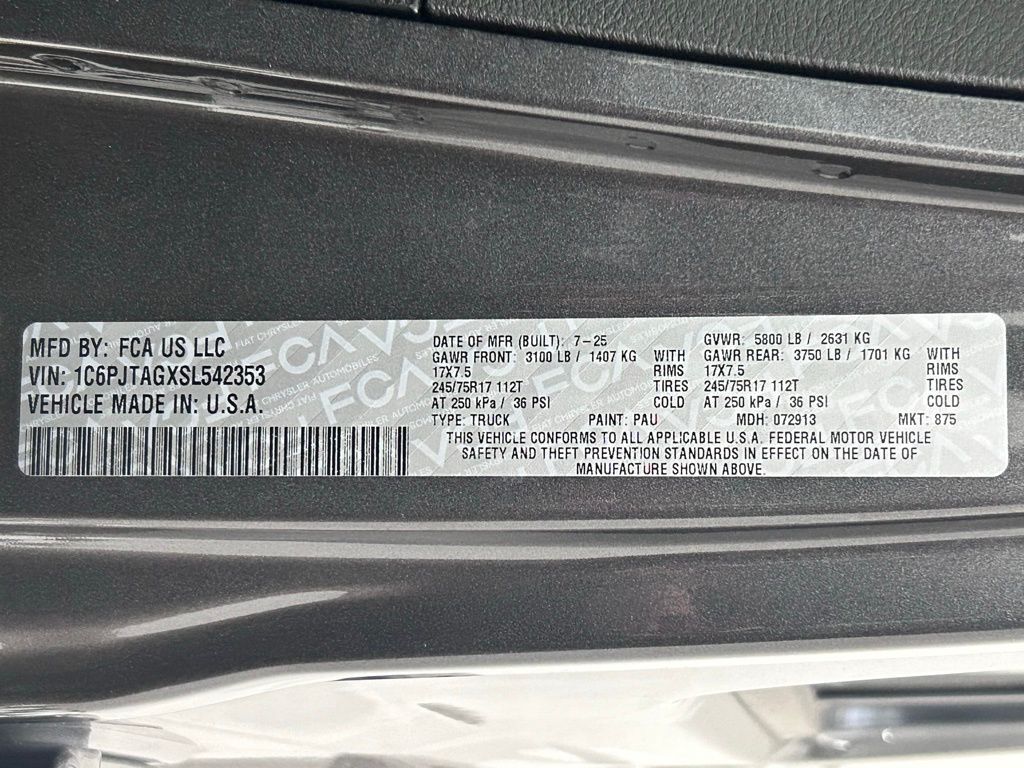 MFD BY: FCA US LLC
VIN: 1C6PJTAGXSL542353
VEHICLE MADE IN: U.S.A.
DATE OF MFR (BUILT): 7-25 GVWR: 5800 LB / 2631 KG
GAWR FRONT: 3100 LB / 1407 KG WITH GAWR REAR: 3750 LB / 1701 KG WITH
17X7.5 RIMS 17X7.5 RIMS
245/75R17 112T TIRES 245/75R17 112T TIRES
AT 250 kPa / 36 PSI COLD AT 250 kPa / 36 PSI COLD
TYPE: TRUCK PAINT: PAU MDH: 072913 MKT: 875
THIS VEHICLE CONFORMS TO ALL APPLICABLE U.S.A. FEDERAL MOTOR VEHICLE
SAFETY AND THEFT PREVENTION STANDARDS IN EFFECT ON THE DATE OF
MANUFACTURE SHOWN ABOVE.